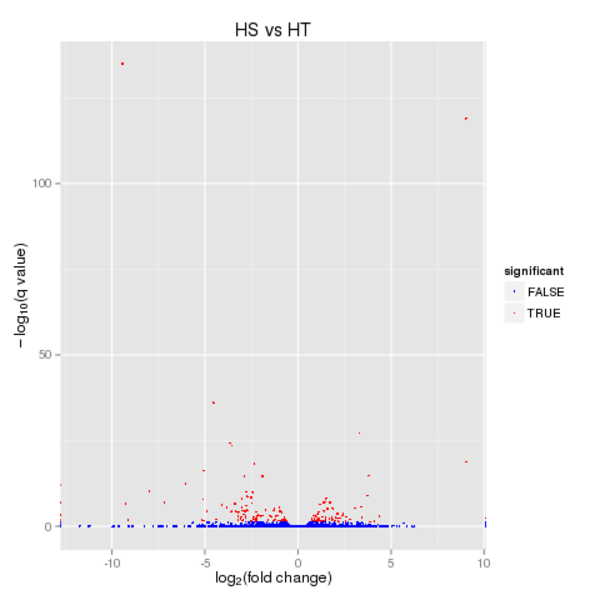 HS vs HT
−log₁₀(q value)
100
50
0
-10 -5 0 5 10
log₂(fold change)
significant
FALSE
TRUE